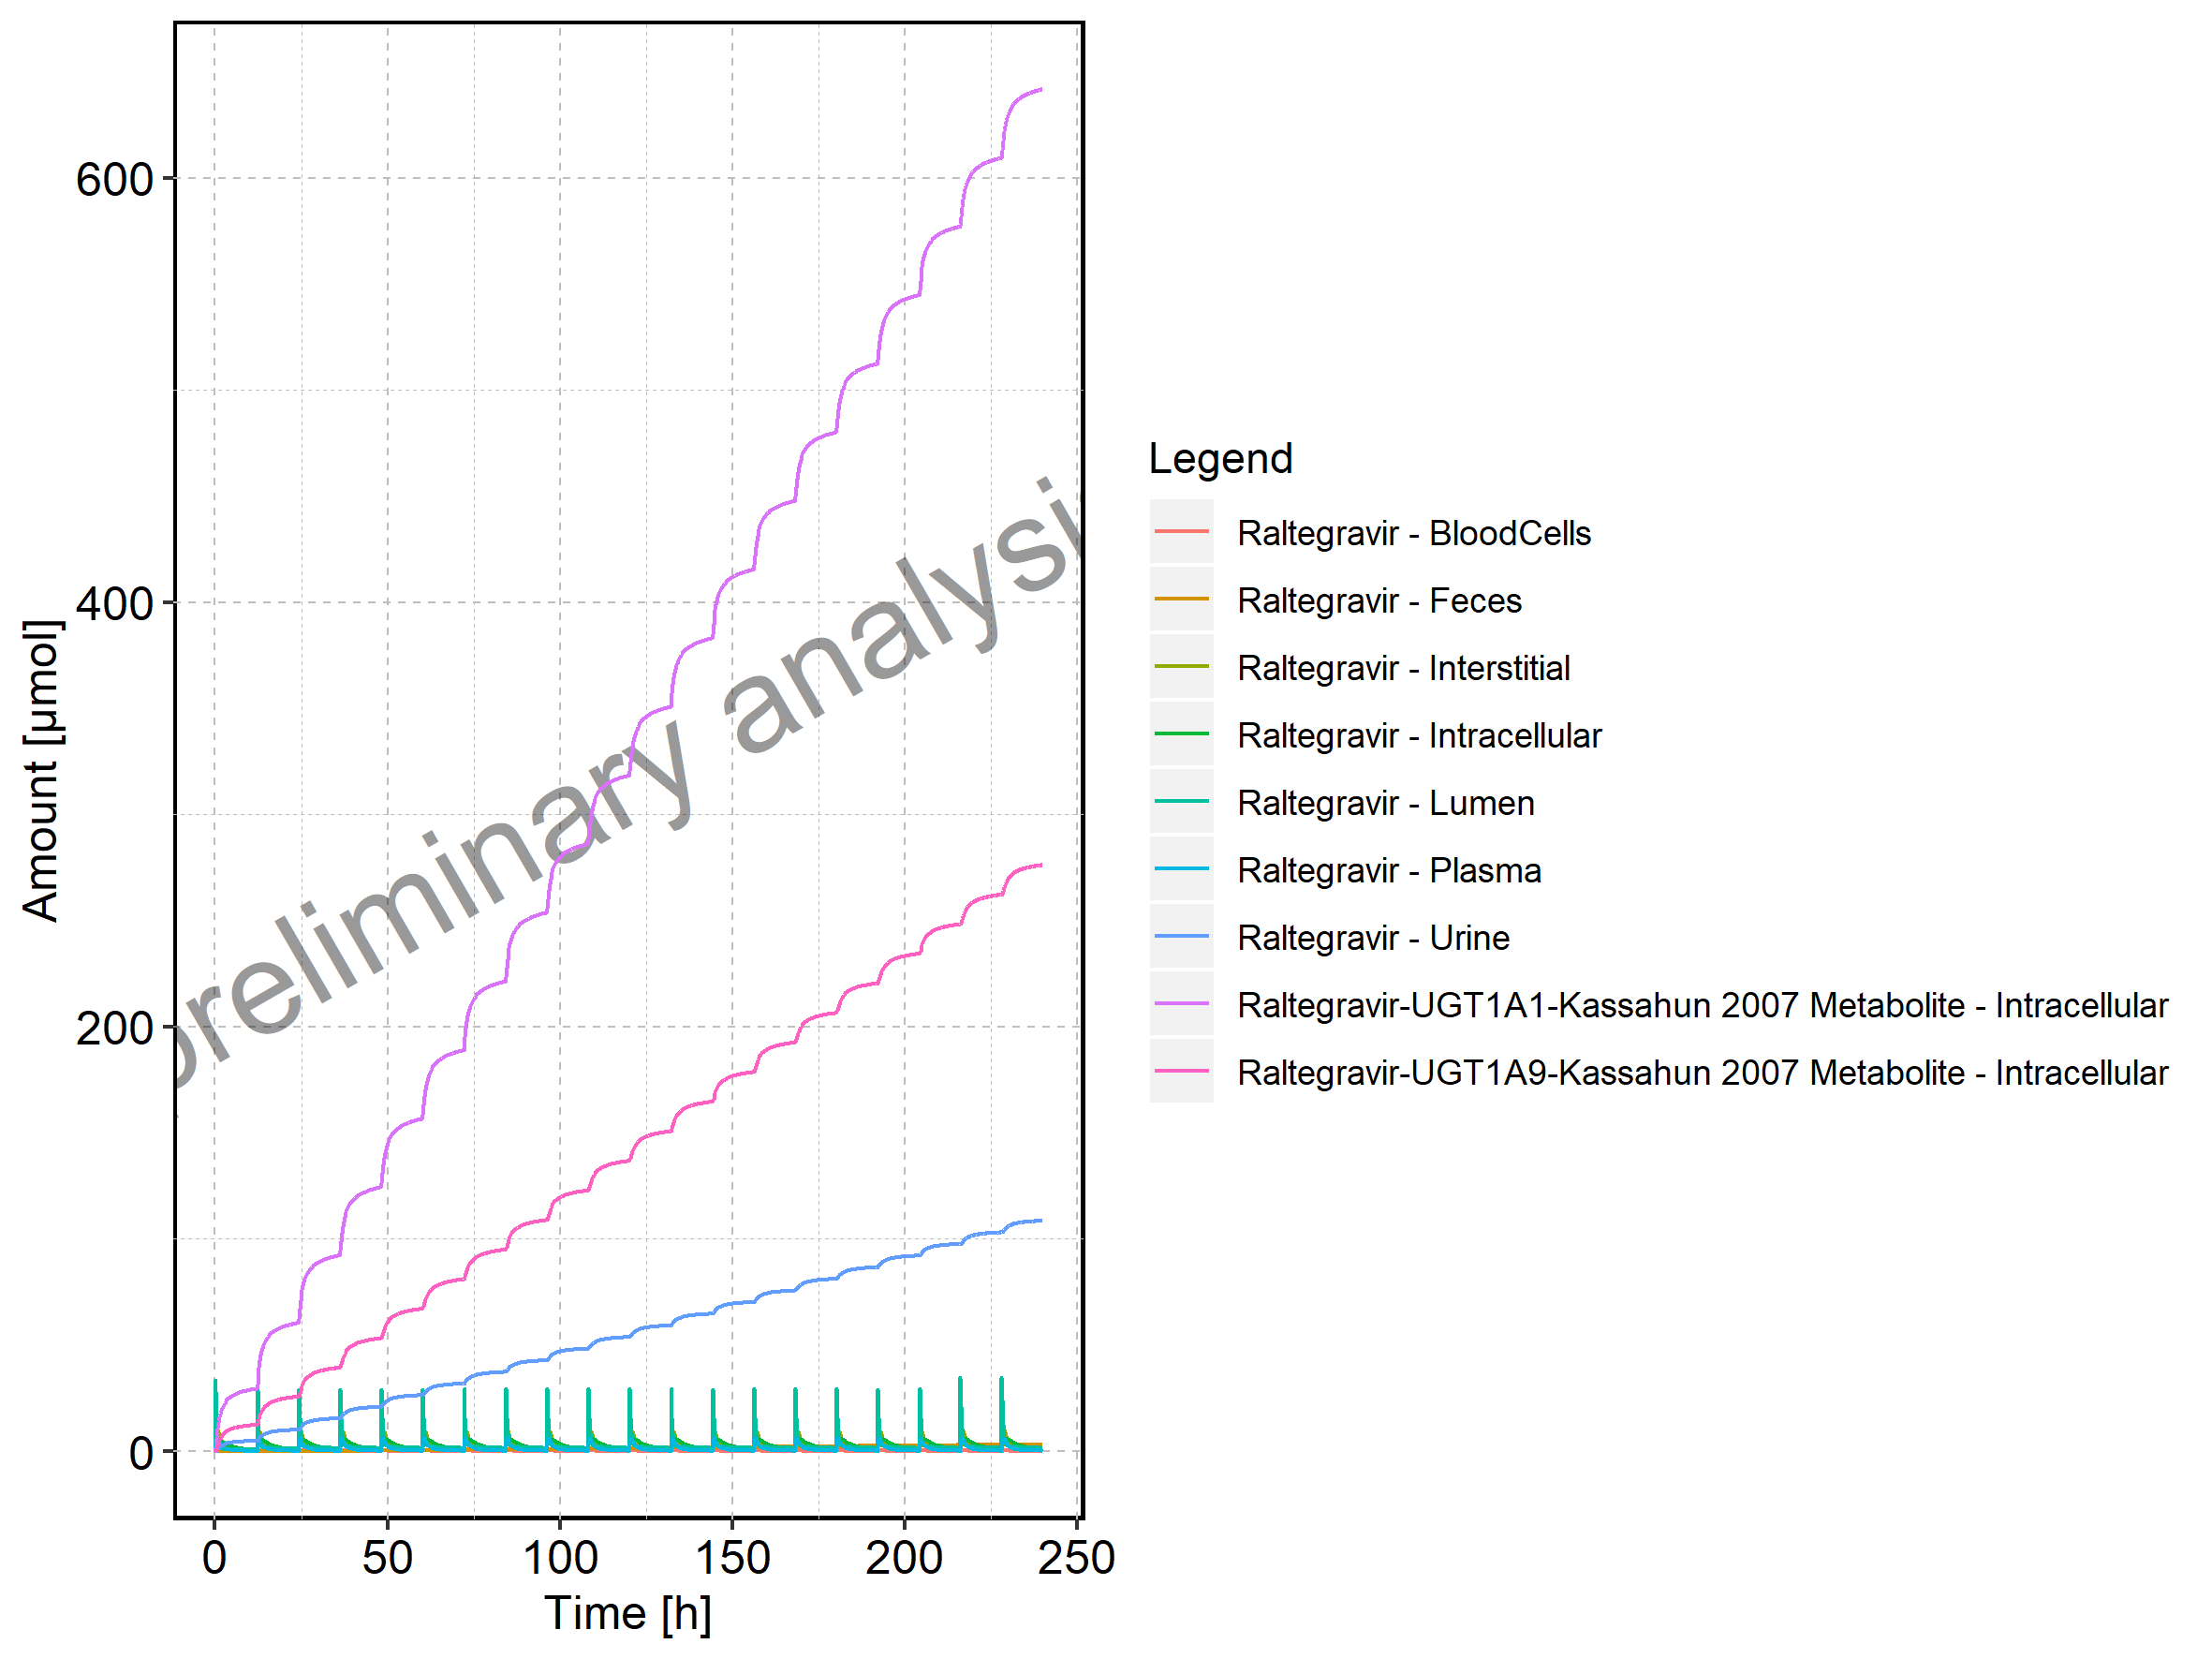 600
400
200
0
Amount [µmol]
0 50 100 150 200 250
Time [h]
preliminary analysis
Legend
Raltegravir - BloodCells
Raltegravir - Feces
Raltegravir - Interstitial
Raltegravir - Intracellular
Raltegravir - Lumen
Raltegravir - Plasma
Raltegravir - Urine
Raltegravir-UGT1A1-Kassahun 2007 Metabolite - Intracellular
Raltegravir-UGT1A9-Kassahun 2007 Metabolite - Intracellular